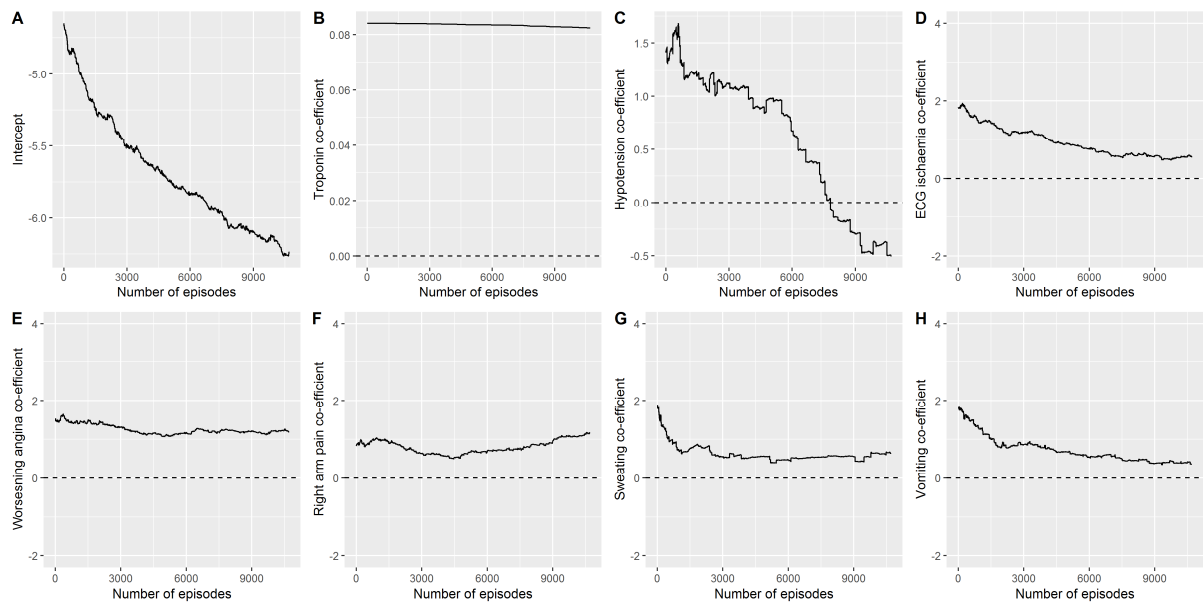 A
Intercept
-5.0
-5.5
-6.0
0 3000 6000 9000
Number of episodes
B
Troponin co-efficient
0.08
0.06
0.04
0.02
0.00
0 3000 6000 9000
Number of episodes
C
Hypotension co-efficient
1.5
1.0
0.5
0.0
-0.5
0 3000 6000 9000
Number of episodes
D
ECG ischaemia co-efficient
4
2
0
-2
0 3000 6000 9000
Number of episodes
E
Worsesning angina co-efficient
4
2
0
-2
0 3000 6000 9000
Number of episodes
F
Right arm pain co-efficient
4
2
0
-2
0 3000 6000 9000
Number of episodes
G
Sweating co-efficient
4
2
0
-2
0 3000 6000 9000
Number of episodes
H
Vomiting co-efficient
4
2
0
-2
0 3000 6000 9000
Number of episodes